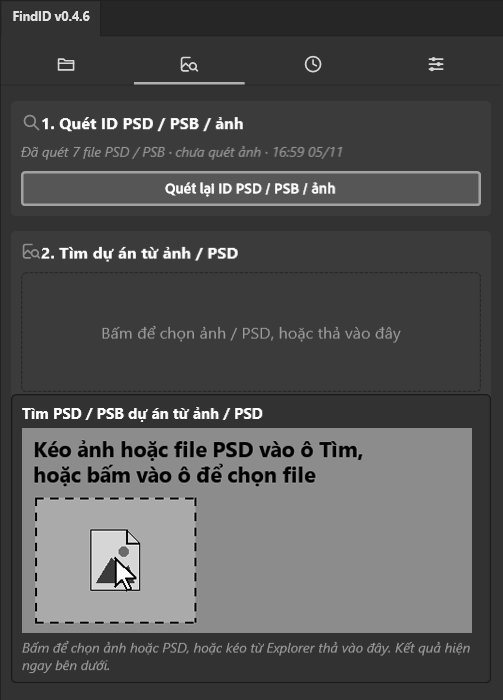 FindID v0.4.6
1. Quét ID PSD / PSB / ảnh
Đã quét 7 file PSD / PSB · chưa quét ảnh · 16:59 05/11
Quét lại ID PSD / PSB / ảnh
2. Tìm dự án từ ảnh / PSD
Bấm để chọn ảnh / PSD, hoặc thả vào đây
Tìm PSD / PSB dự án từ ảnh / PSD
Kéo ảnh hoặc file PSD vào ô Tìm,
hoặc bấm vào ô để chọn file
Bấm để chọn ảnh hoặc PSD, hoặc kéo từ Explorer thả vào đây. Kết quả hiện
ngay bên dưới.